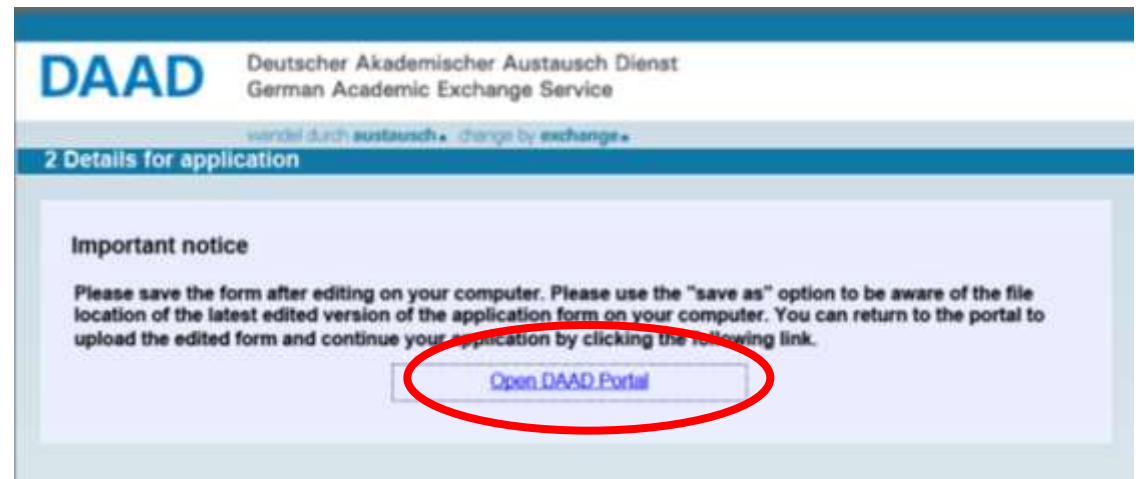 DAAD
Deutscher Akademischer Austausch Dienst
German Academic Exchange Service
wandel durch austausch. change by exchange.
2 Details for application
Important notice
Please save the form after editing on your computer. Please use the "save as" option to be aware of the file
location of the latest edited version of the application form on your computer. You can return to the portal to
upload the edited form and continue your application by clicking the following link.
Open DAAD Portal